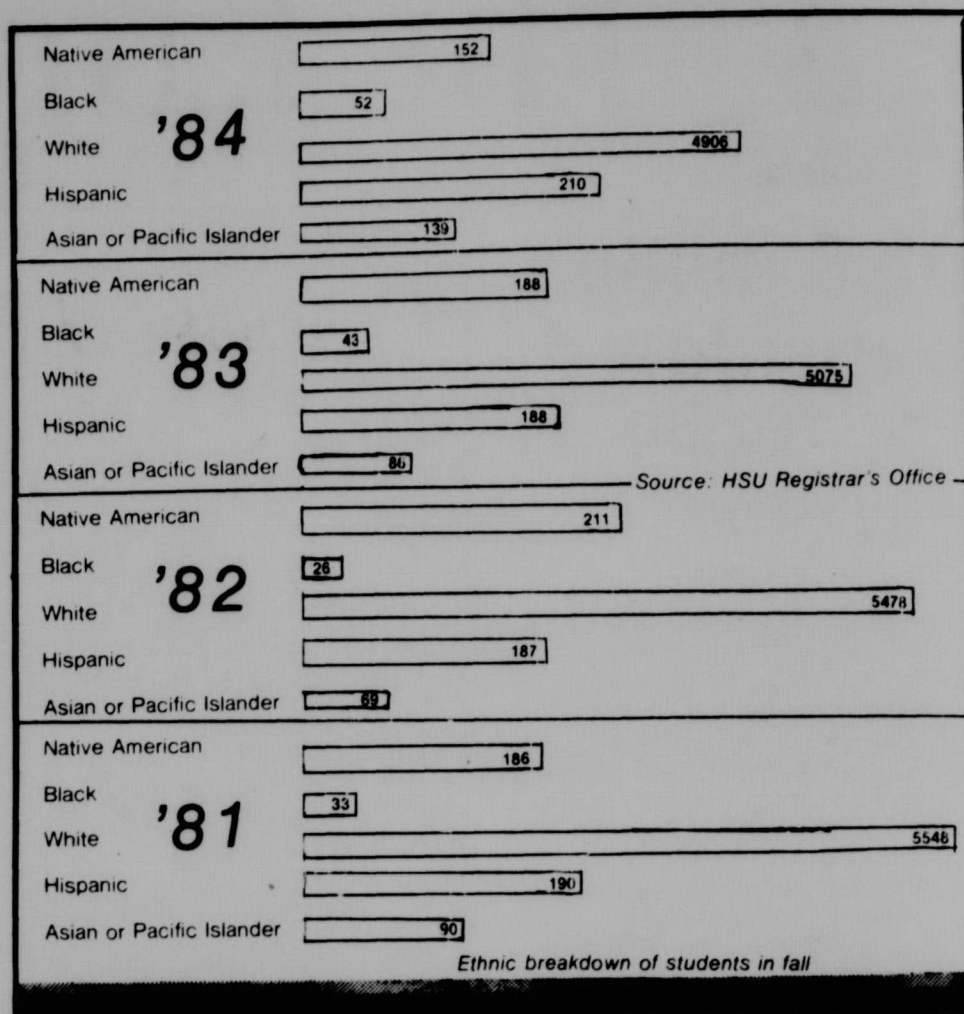 Native American 152
Black 52
'84
White 4906
Hispanic 210
Asian or Pacific Islander 139
Native American 188
Black 43
'83
White 5075
Hispanic 188
Asian or Pacific Islander 86
Source: HSU Registrar's Office
Native American 211
Black 26
'82
White 5478
Hispanic 187
Asian or Pacific Islander 69
Native American 186
Black 33
'81
White 5548
Hispanic 190
Asian or Pacific Islander 90
Ethnic breakdown of students in fall